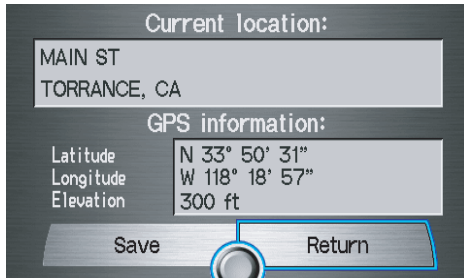 Current location:
MAIN ST
TORRANCE, CA
GPS information:
Latitude N 33° 50' 31"
Longitude W 118° 18' 57"
Elevation 300 ft
Save Return